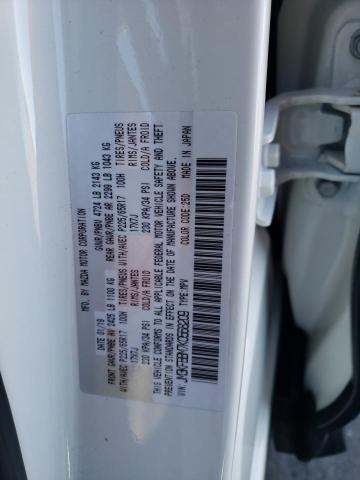 MFD. BY MAZDA MOTOR CORPORATION
DATE: 01/19 GVWR/PNBV 4724 LB 2143 KG
FRONT GAWR/PNBE AV 2425 LB 1100 KG REAR GAWR/PNBE AR 2299 LB 1043 KG
WITH/AVEC P225/65R17 100H TIRES/PNEUS WITH/AVEC P225/65R17 100H TIRES/PNEUS
17X7J RIMS/JANTES 17X7J RIMS/JANTES
230 KPA/34 PSI COLD/A FROID 230 KPA/34 PSI COLD/A FROID
THIS VEHICLE CONFORMS TO ALL APPLICABLE FEDERAL MOTOR VEHICLE SAFETY AND THEFT
PREVENTION STANDARDS IN EFFECT ON THE DATE OF MANUFACTURE SHOWN ABOVE.
MADE IN JAPAN
COLOR CODE: 25D
TYPE: MPV
VIN: